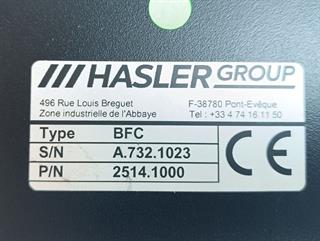 HASLER GROUP
496 Rue Louis Breguet F-38780 Pont-Evêque
Zone industrielle de l'Abbaye Tel : +33 4 74 16 11 50
Type BFC
S/N A.732.1023
P/N 2514.1000
CE